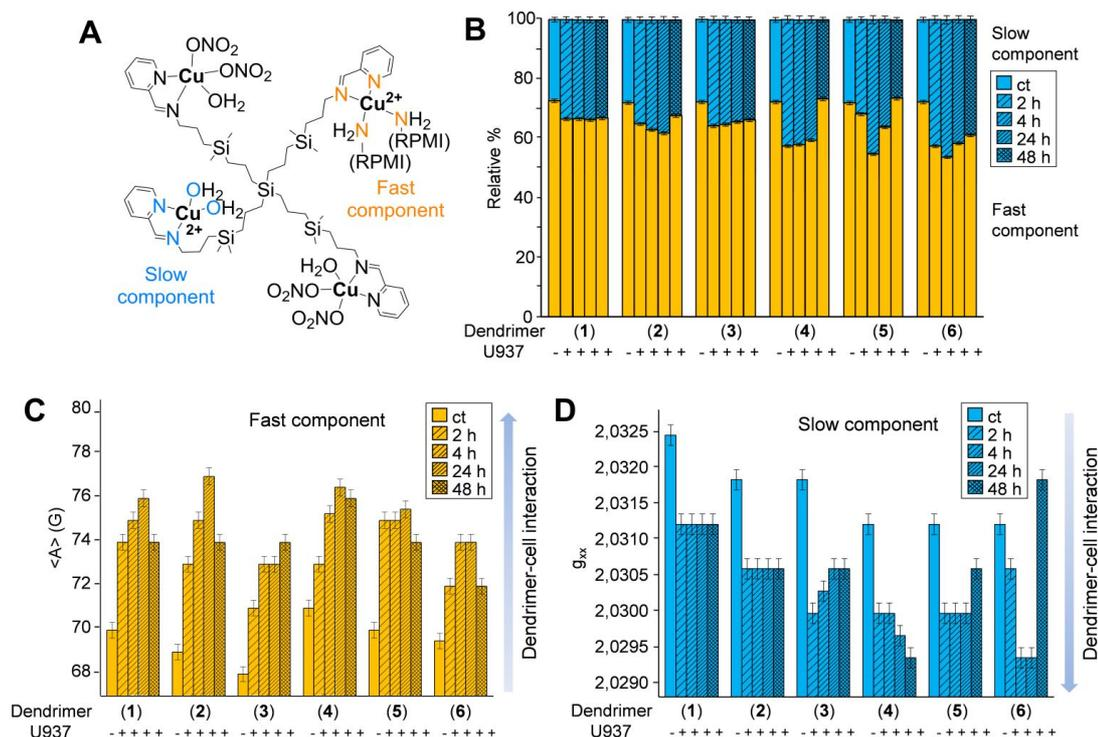 A
ONO2
ONO2
N
Cu
OH2
N
Si
N
N
Cu2+
H2N
NH2
(RPMI)
(RPMI)
Si
Fast
component
Si
OH2
N
Cu
OH2
2+
N
Si
Si
Slow
component
H2O
N
O2NO
Cu
N
O2NO
B
Relative %
100
80
60
40
20
0
Slow
component
ct
2 h
4 h
24 h
48 h
Fast
component
Dendrimer (1) (2) (3) (4) (5) (6)
U937 - + + + + - + + + + - + + + + - + + + + - + + + + - + + + +
C
Fast component
ct
2 h
4 h
24 h
48 h
<A> (G)
80
78
76
74
72
70
68
Dendrimer-cell interaction
Dendrimer (1) (2) (3) (4) (5) (6)
U937 - + + + + - + + + + - + + + + - + + + + - + + + + - + + + +
D
Slow component
ct
2 h
4 h
24 h
48 h
gxx
2,0325
2,0320
2,0315
2,0310
2,0305
2,0300
2,0295
2,0290
Dendrimer-cell interaction
Dendrimer (1) (2) (3) (4) (5) (6)
U937 - + + + + - + + + + - + + + + - + + + + - + + + + - + + + +